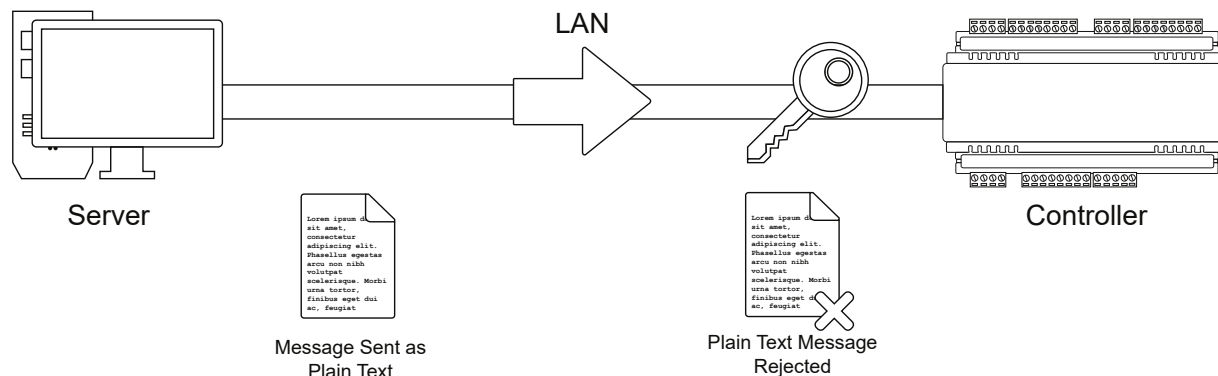 LAN
Server
Controller
Lorem ipsum d
sit amet,
consectetur
adipiscing elit.
Phasellus egestas
arcu non nibh
volutpat
scelerisque. Morbi
urna tortor,
finibus eget dui
ac, feugiat
Message Sent as
Plain Text
Lorem ipsum d
sit amet,
consectetur
adipiscing elit.
Phasellus egestas
arcu non nibh
volutpat
scelerisque. Morbi
urna tortor,
finibus eget du
ac, feugiat
Plain Text Message
Rejected